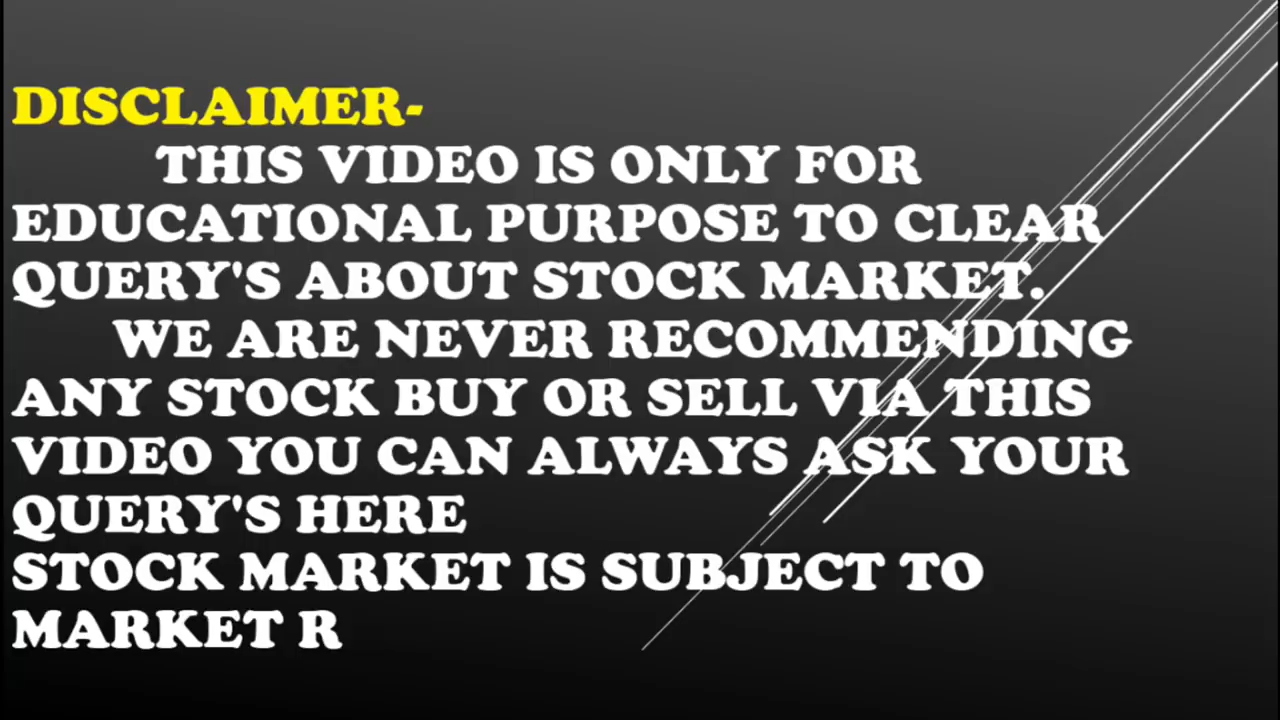 DISCLAIMER-
THIS VIDEO IS ONLY FOR
EDUCATIONAL PURPOSE TO CLEAR
QUERY'S ABOUT STOCK MARKET.
WE ARE NEVER RECOMMENDING
ANY STOCK BUY OR SELL VIA THIS
VIDEO YOU CAN ALWAYS ASK YOUR
QUERY'S HERE
STOCK MARKET IS SUBJECT TO
MARKET R